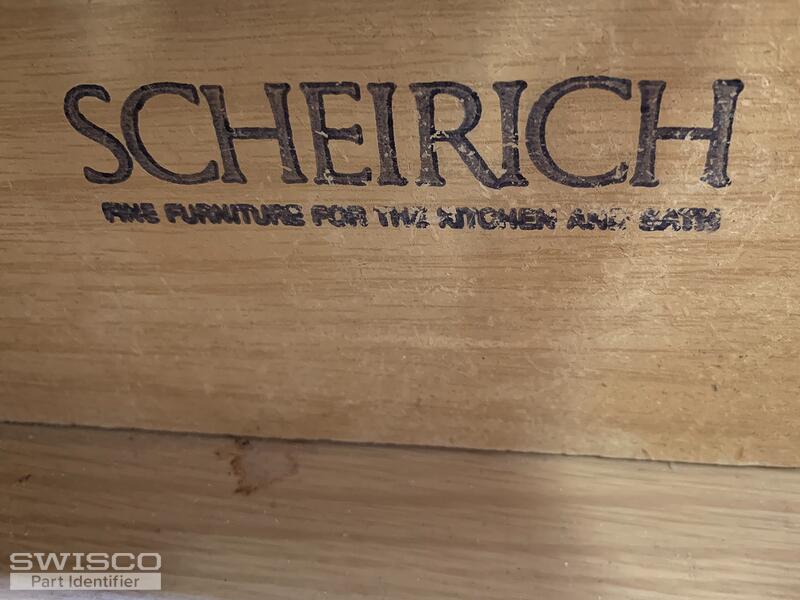 SCHEIRICH
FINE FURNITURE FOR THE KITCHEN AND BATH
SWISCO
Part Identifier